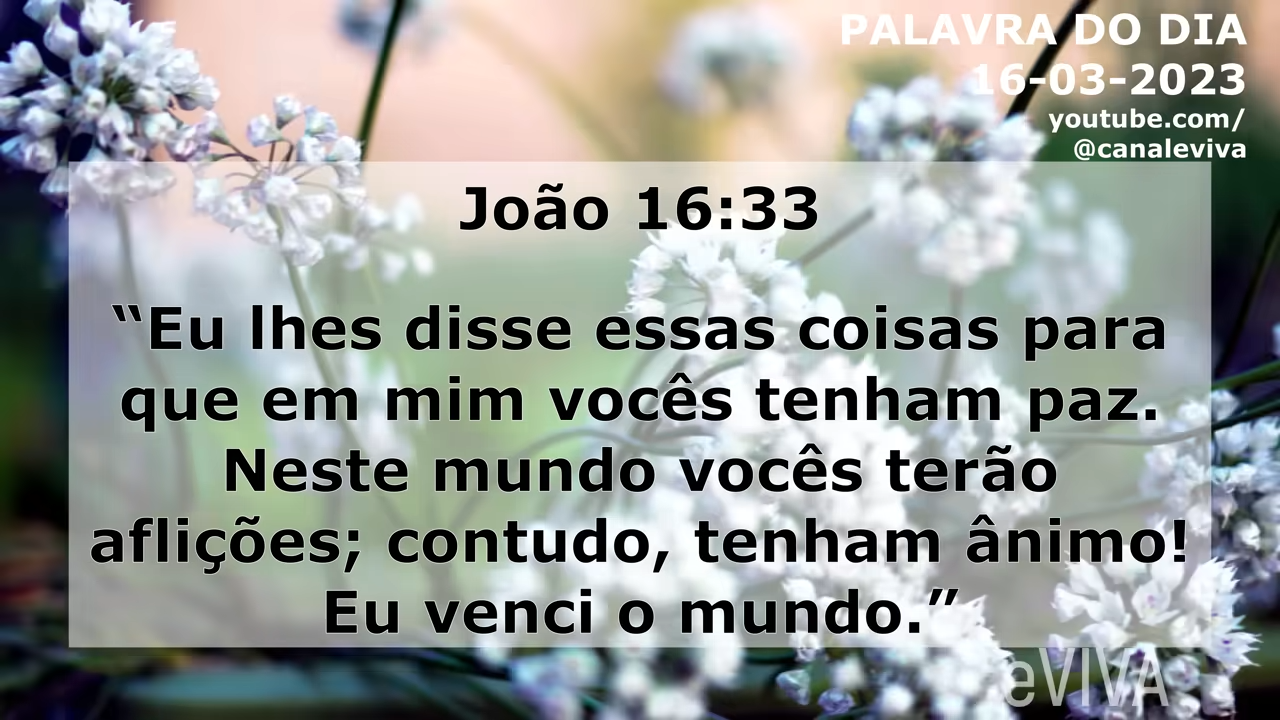 PALAVRA DO DIA
16-03-2023
youtube.com/
@canaleviva
João 16:33
“Eu lhes disse essas coisas para
que em mim vocês tenham paz.
Neste mundo vocês terão
aflições; contudo, tenham ânimo!
Eu venci o mundo.”
eVIVA